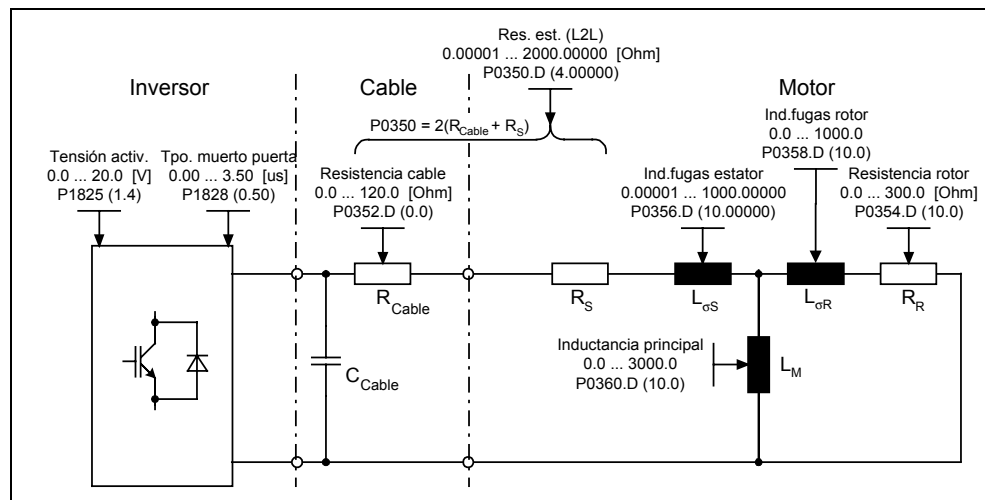 Res. est. (L2L)
0.00001 ... 2000.00000 [Ohm]
P0350.D (4.00000)
Inversor
Cable
Motor
P0350 = 2(R_Cable + R_S)
Ind.fugas rotor
0.0 ... 1000.0
P0358.D (10.0)
Tensión activ.
0.0 ... 20.0 [V]
P1825 (1.4)
Tpo. muerto puerta
0.00 ... 3.50 [us]
P1828 (0.50)
Resistencia cable
0.0 ... 120.0 [Ohm]
P0352.D (0.0)
Ind.fugas estator
0.00001 ... 1000.00000
P0356.D (10.00000)
Resistencia rotor
0.0 ... 300.0 [Ohm]
P0354.D (10.0)
R_Cable
R_S
L_σS
L_σR
R_R
C_Cable
Inductancia principal
0.0 ... 3000.0
P0360.D (10.0)
L_M